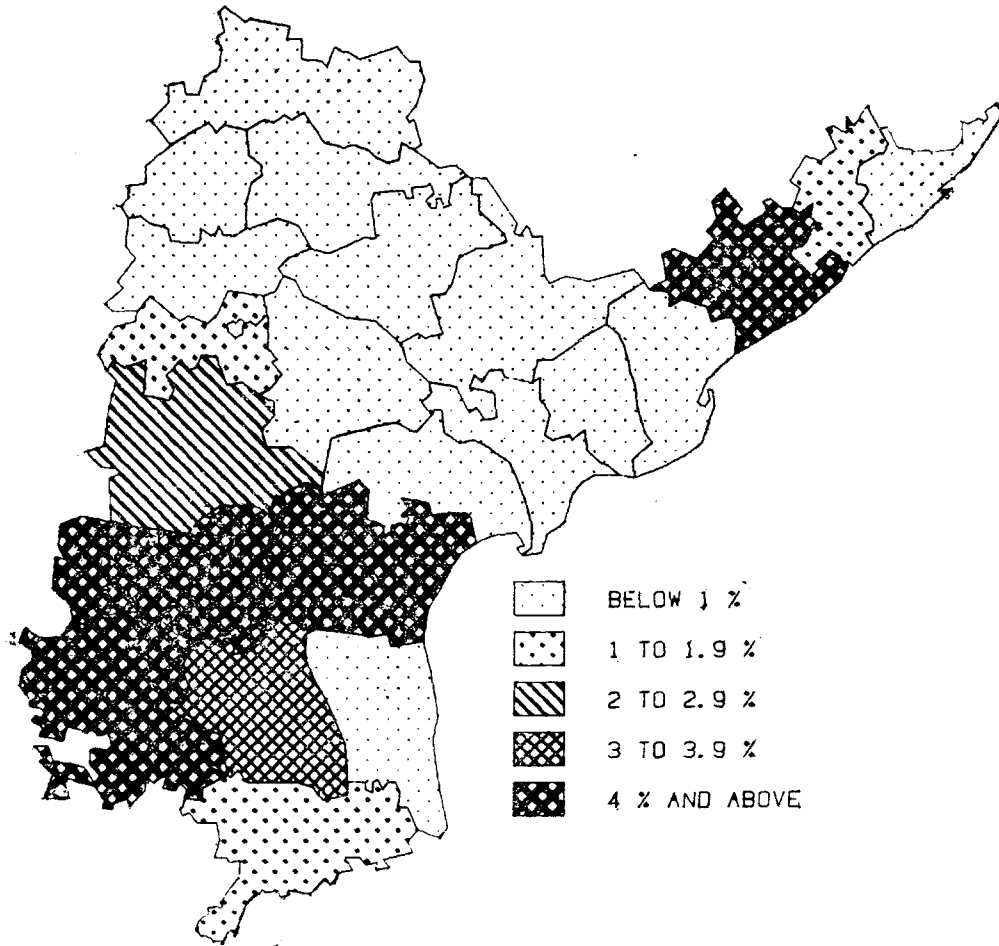 BELOW 1 %
1 TO 1.9 %
2 TO 2.9 %
3 TO 3.9 %
4 % AND ABOVE